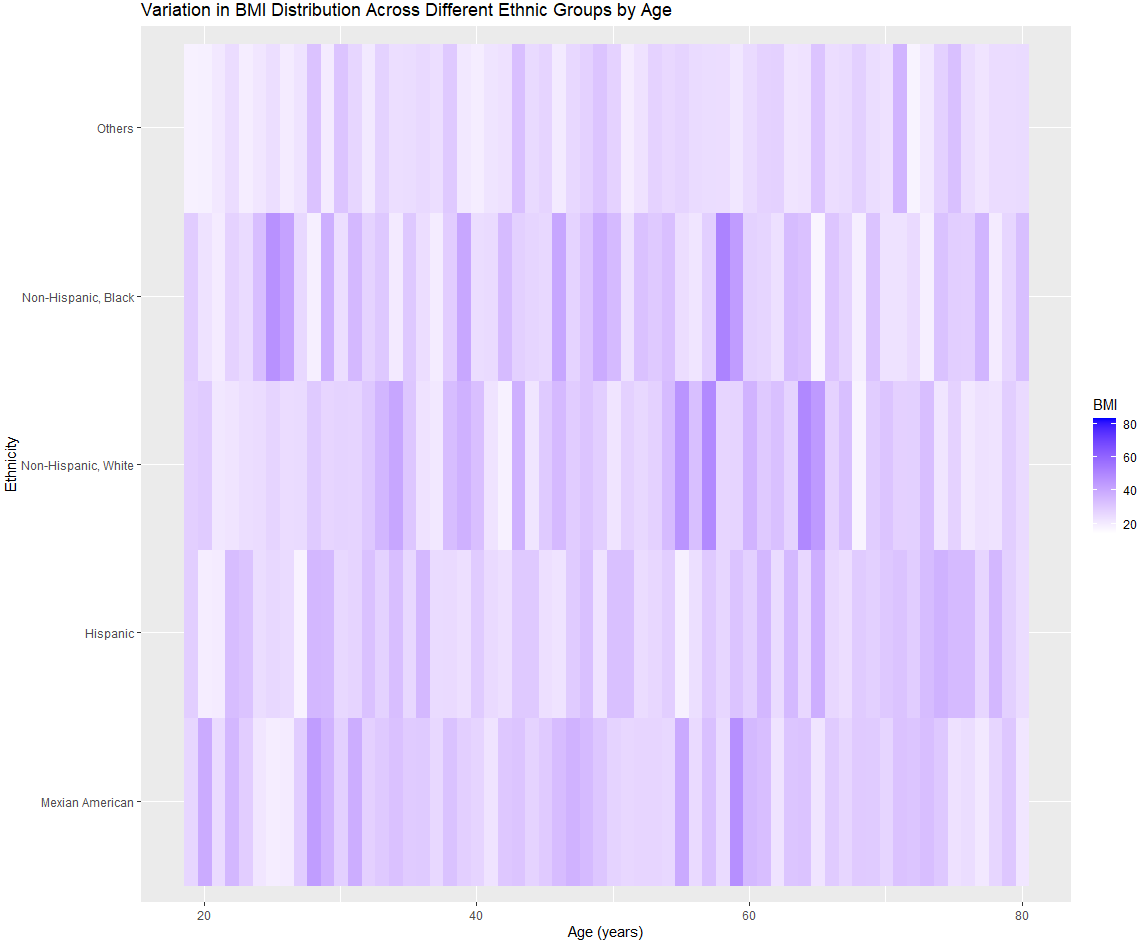 Variation in BMI Distribution Across Different Ethnic Groups by Age
Others
Non-Hispanic, Black
Non-Hispanic, White
Hispanic
Mexian American
Ethnicity
20
40
60
80
Age (years)
BMI
80
60
40
20